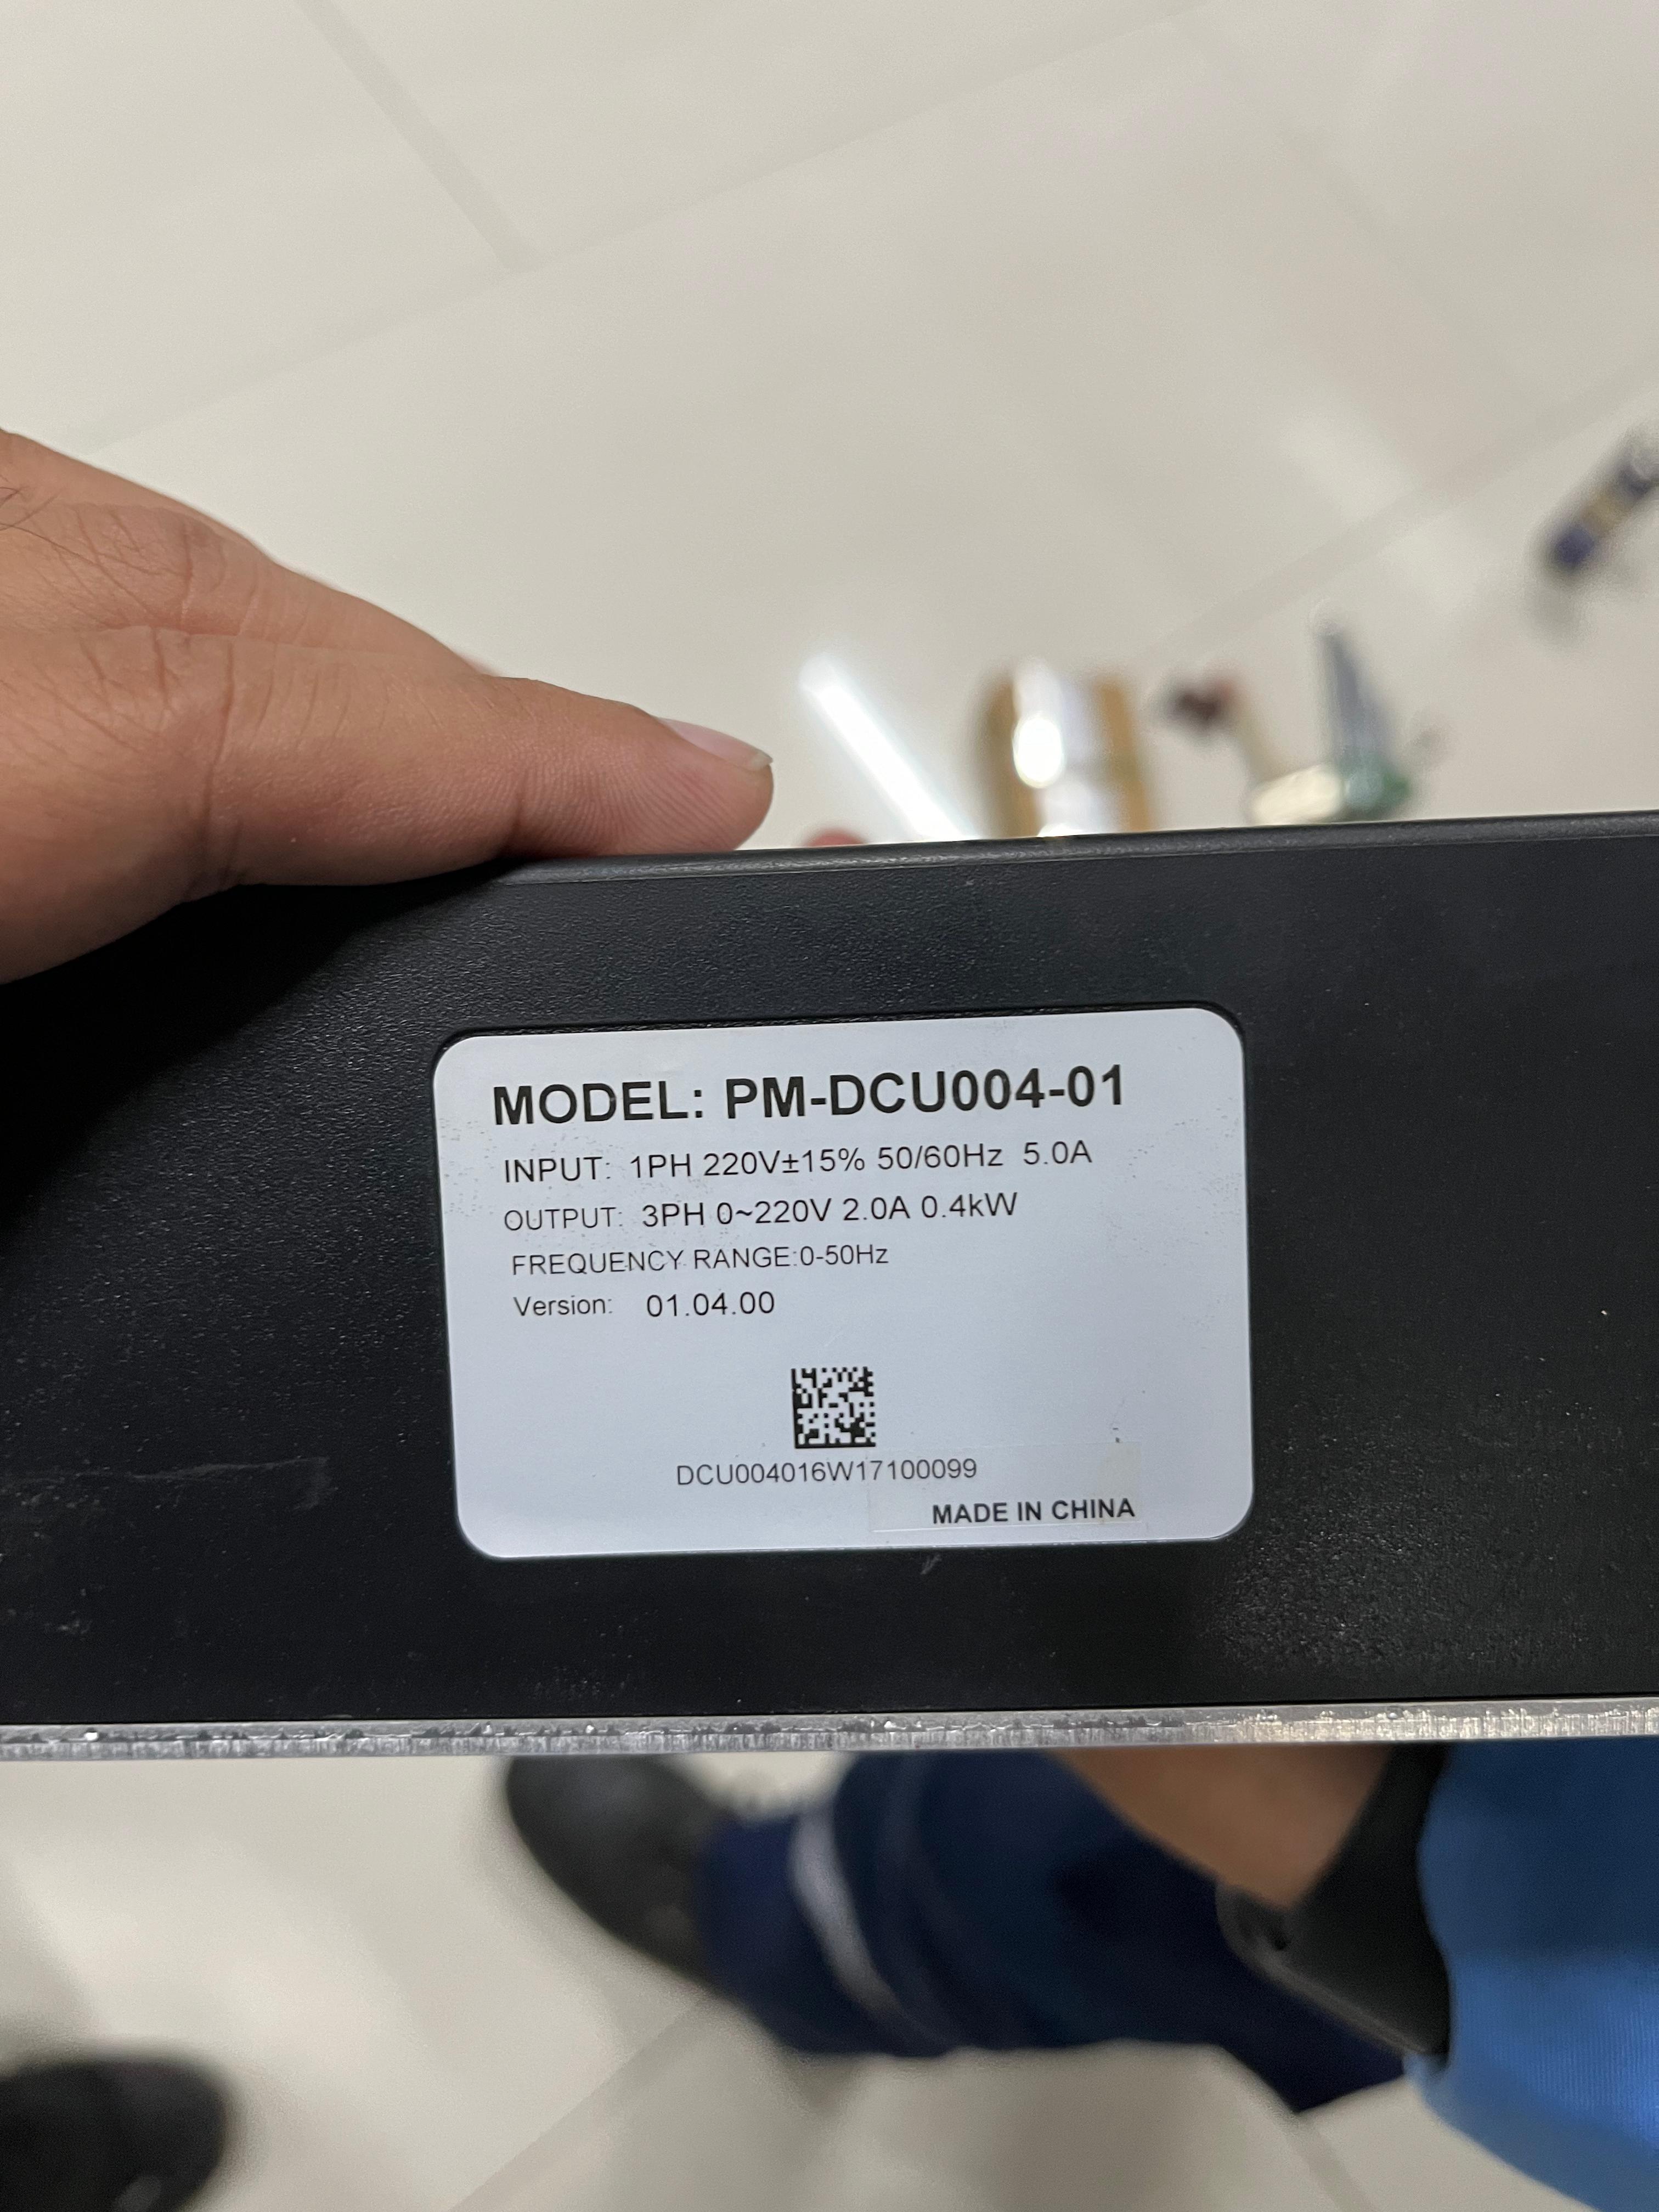 MODEL: PM-DCU004-01
INPUT: 1PH 220V±15% 50/60Hz 5.0A
OUTPUT: 3PH 0~220V 2.0A 0.4kW
FREQUENCY RANGE:0-50Hz
Version: 01.04.00
DCU004016W17100099
MADE IN CHINA